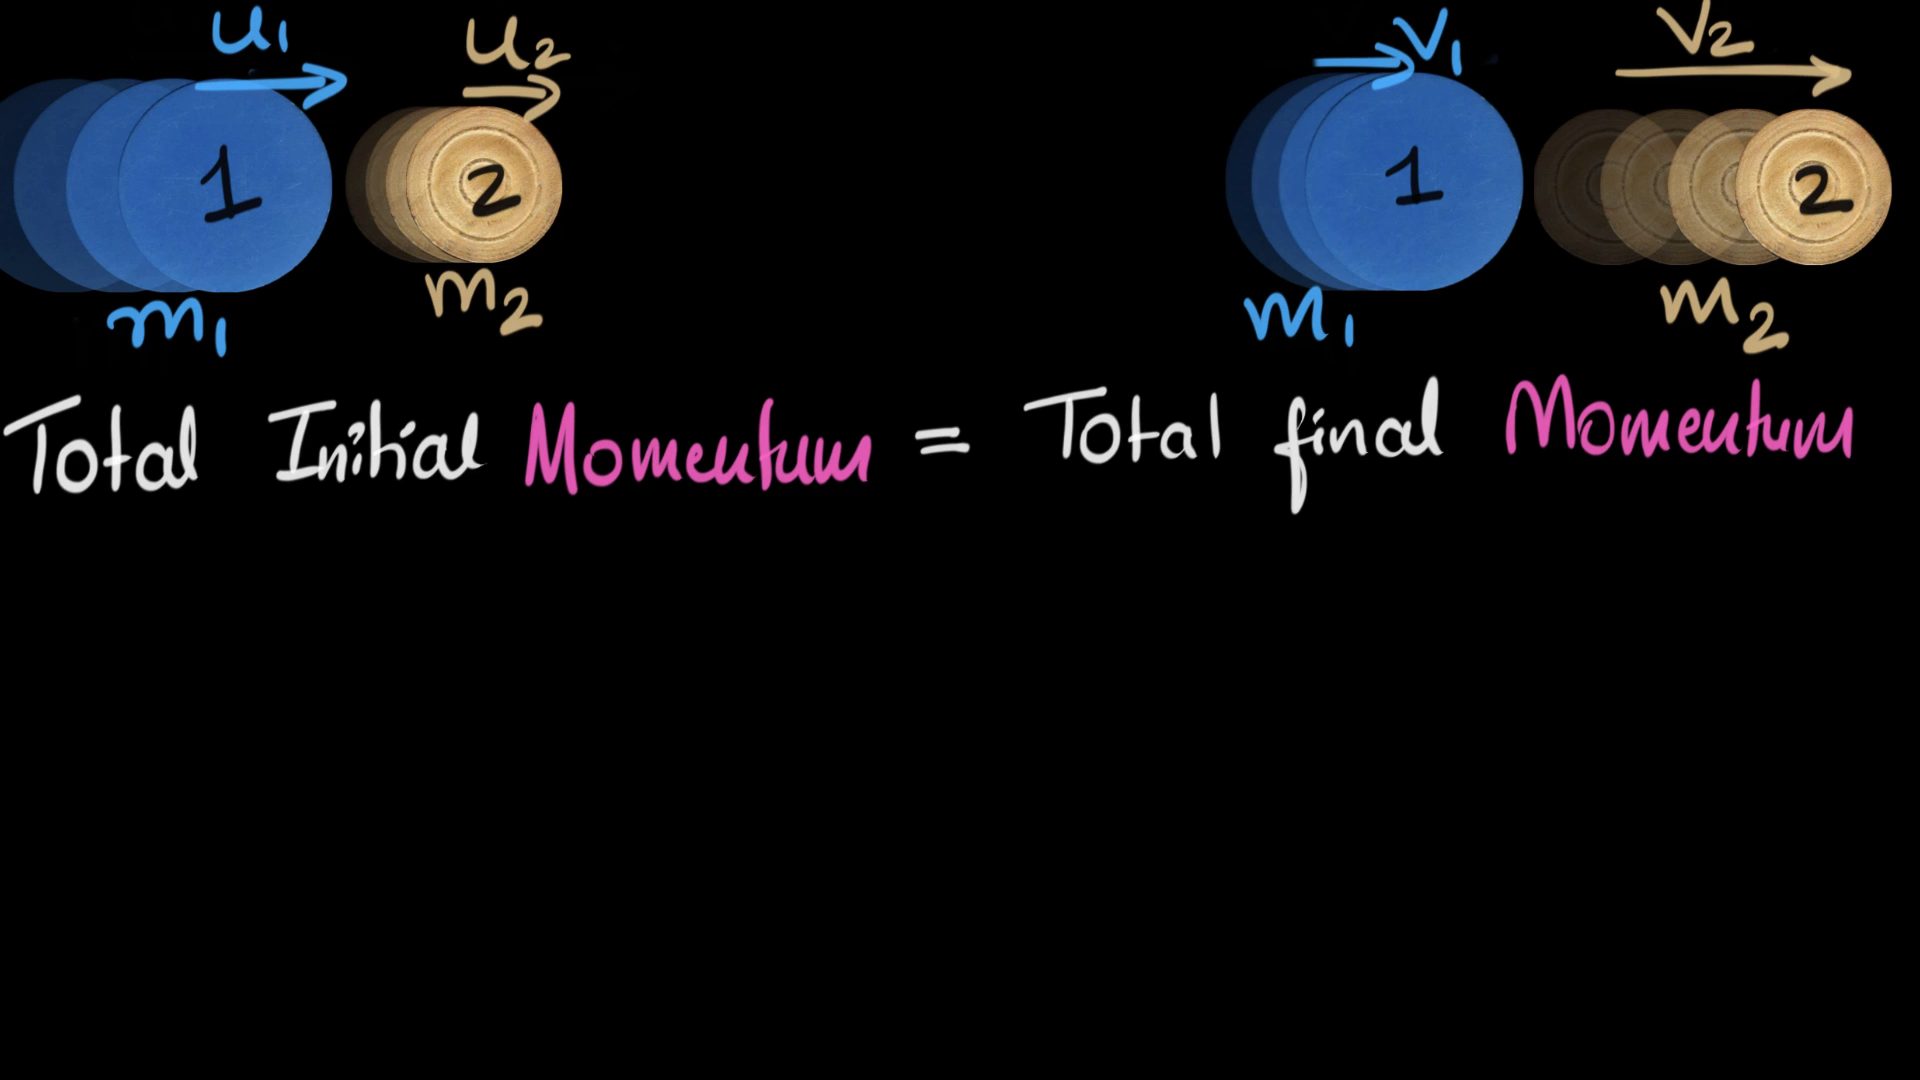 u1 u2 v1 v2
1 2 1 2
m1 m2 m1 m2
Total Initial Momentum = Total final Momentum